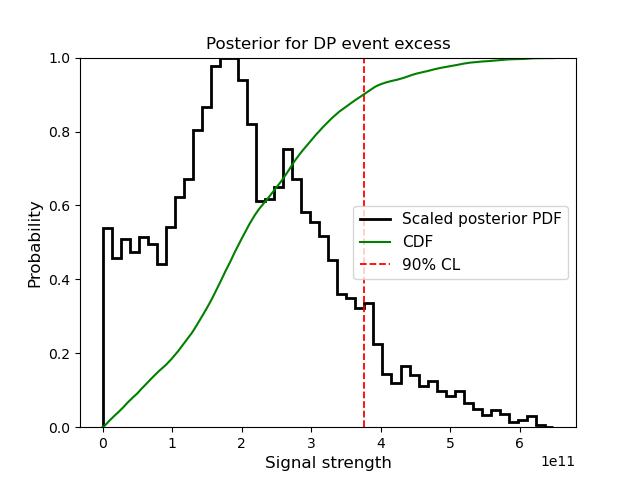 Posterior for DP event excess
1.0
0.8
0.6
0.4
0.2
0.0
Probability
Scaled posterior PDF
CDF
90% CL
0 1 2 3 4 5 6
1e11
Signal strength